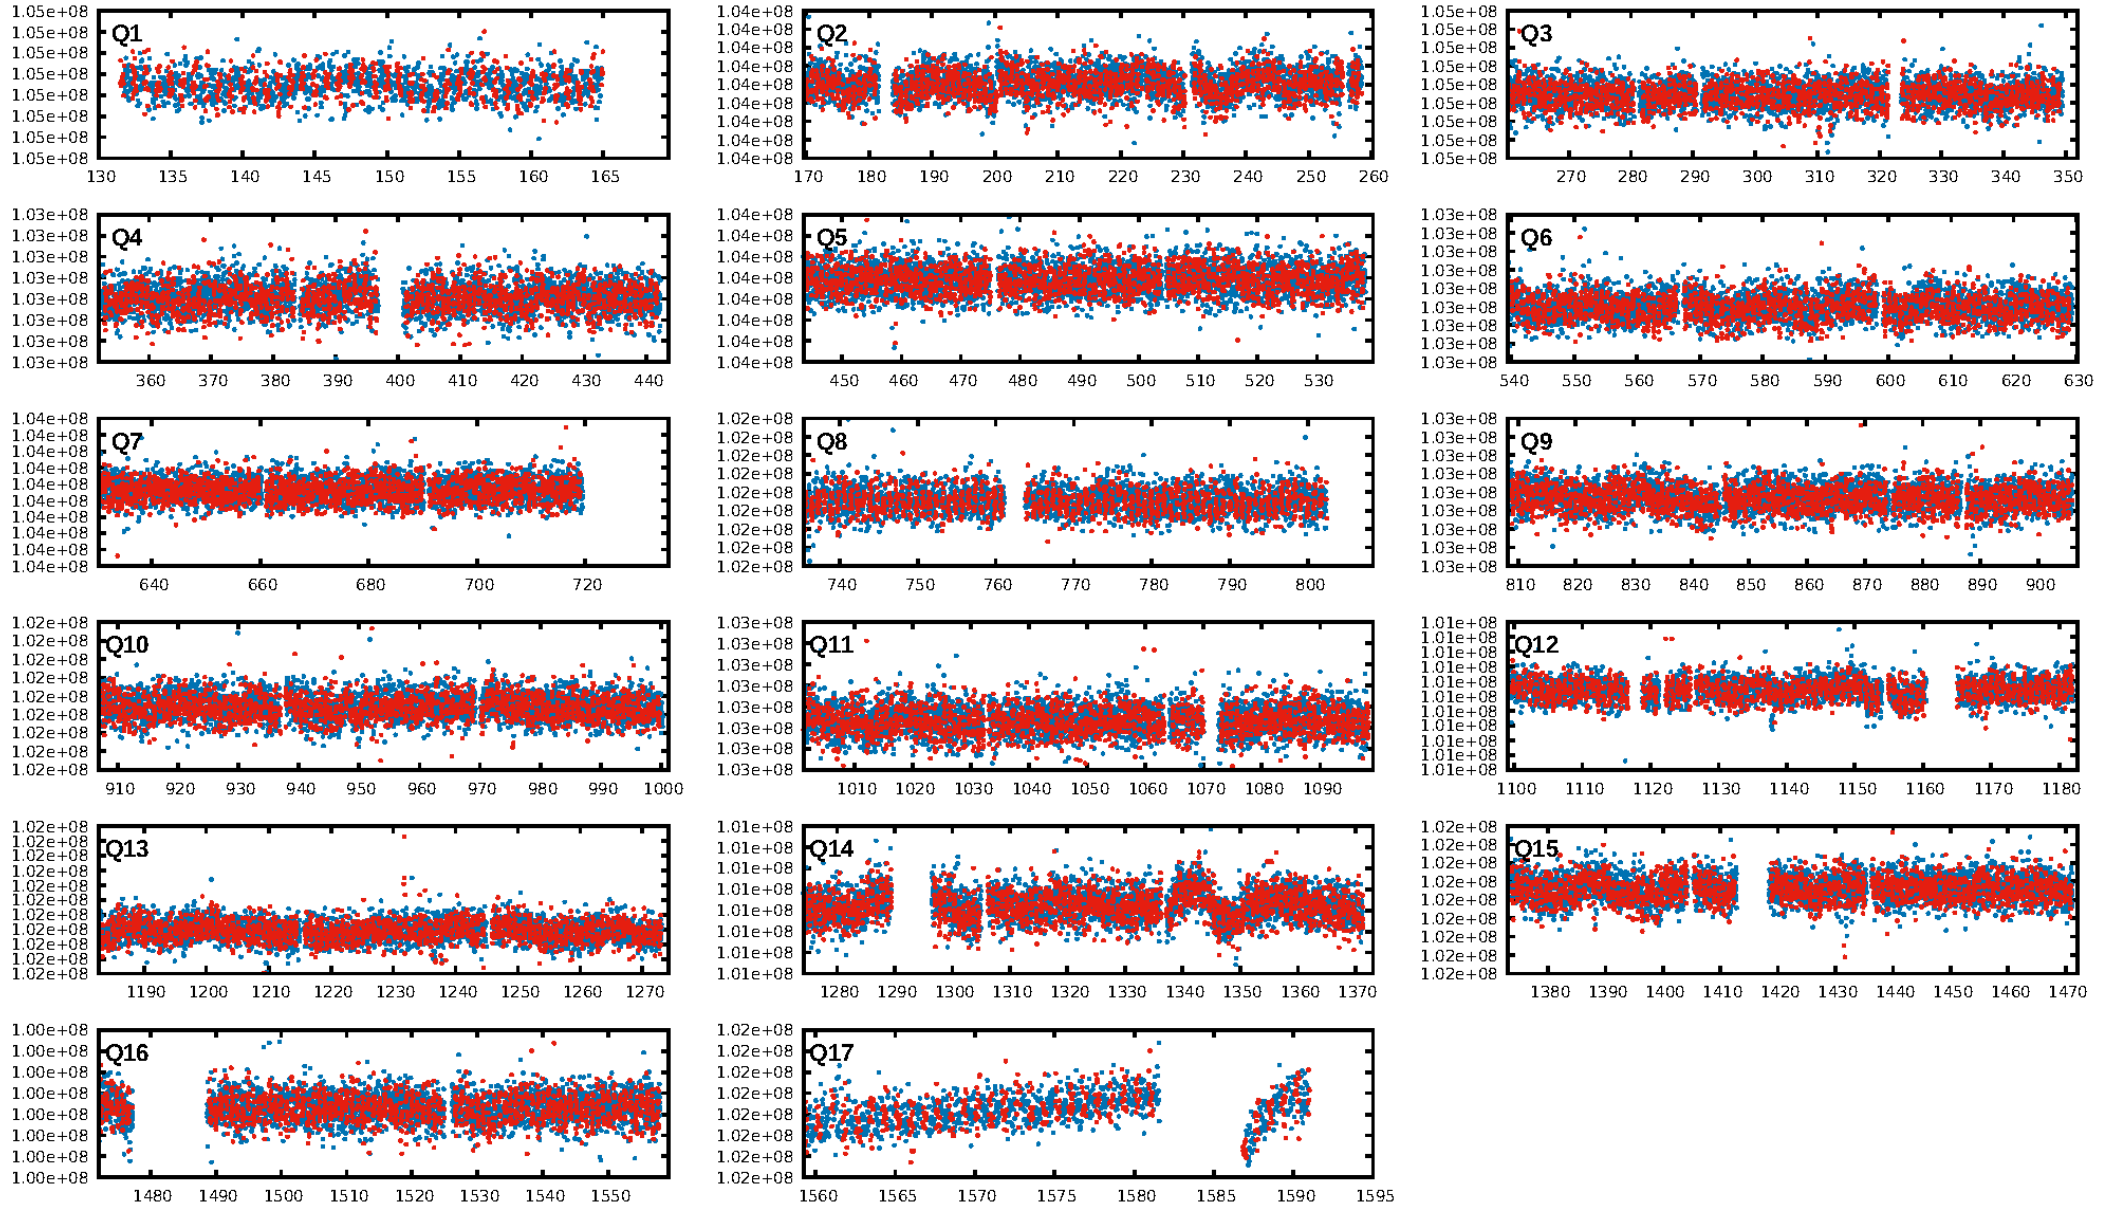 1.05e+08
1.05e+08
1.05e+08
1.05e+08
1.05e+08
1.05e+08
1.05e+08
1.05e+08
Q1
130 135 140 145 150 155 160 165
1.04e+08
1.04e+08
1.04e+08
1.04e+08
1.04e+08
1.04e+08
1.04e+08
1.04e+08
1.04e+08
Q2
170 180 190 200 210 220 230 240 250 260
1.05e+08
1.05e+08
1.05e+08
1.05e+08
1.05e+08
1.05e+08
1.05e+08
1.05e+08
1.05e+08
Q3
270 280 290 300 310 320 330 340 350
1.03e+08
1.03e+08
1.03e+08
1.03e+08
1.03e+08
1.03e+08
1.03e+08
1.03e+08
Q4
360 370 380 390 400 410 420 430 440
1.04e+08
1.04e+08
1.04e+08
1.04e+08
1.04e+08
1.04e+08
1.04e+08
1.04e+08
Q5
450 460 470 480 490 500 510 520 530
1.03e+08
1.03e+08
1.03e+08
1.03e+08
1.03e+08
1.03e+08
1.03e+08
1.03e+08
1.03e+08
Q6
540 550 560 570 580 590 600 610 620 630
1.04e+08
1.04e+08
1.04e+08
1.04e+08
1.04e+08
1.04e+08
1.04e+08
1.04e+08
1.04e+08
1.04e+08
Q7
640 660 680 700 720
1.02e+08
1.02e+08
1.02e+08
1.02e+08
1.02e+08
1.02e+08
1.02e+08
1.02e+08
1.02e+08
Q8
740 750 760 770 780 790 800
1.03e+08
1.03e+08
1.03e+08
1.03e+08
1.03e+08
1.03e+08
1.03e+08
1.03e+08
1.03e+08
Q9
810 820 830 840 850 860 870 880 890 900
1.02e+08
1.02e+08
1.02e+08
1.02e+08
1.02e+08
1.02e+08
1.02e+08
1.02e+08
1.02e+08
Q10
910 920 930 940 950 960 970 980 990 1000
1.03e+08
1.03e+08
1.03e+08
1.03e+08
1.03e+08
1.03e+08
1.03e+08
1.03e+08
Q11
1010 1020 1030 1040 1050 1060 1070 1080 1090
1.01e+08
1.01e+08
1.01e+08
1.01e+08
1.01e+08
1.01e+08
1.01e+08
1.01e+08
1.01e+08
1.01e+08
1.01e+08
Q12
1100 1110 1120 1130 1140 1150 1160 1170 1180
1.02e+08
1.02e+08
1.02e+08
1.02e+08
1.02e+08
1.02e+08
1.02e+08
1.02e+08
1.02e+08
1.02e+08
1.02e+08
Q13
1190 1200 1210 1220 1230 1240 1250 1260 1270
1.01e+08
1.01e+08
1.01e+08
1.01e+08
1.01e+08
1.01e+08
1.01e+08
1.01e+08
Q14
1280 1290 1300 1310 1320 1330 1340 1350 1360 1370
1.02e+08
1.02e+08
1.02e+08
1.02e+08
1.02e+08
1.02e+08
1.02e+08
1.02e+08
1.02e+08
Q15
1380 1390 1400 1410 1420 1430 1440 1450 1460 1470
1.00e+08
1.00e+08
1.00e+08
1.00e+08
1.00e+08
1.00e+08
1.00e+08
1.00e+08
Q16
1480 1490 1500 1510 1520 1530 1540 1550
1.02e+08
1.02e+08
1.02e+08
1.02e+08
1.02e+08
1.02e+08
1.02e+08
1.02e+08
Q17
1560 1565 1570 1575 1580 1585 1590 1595